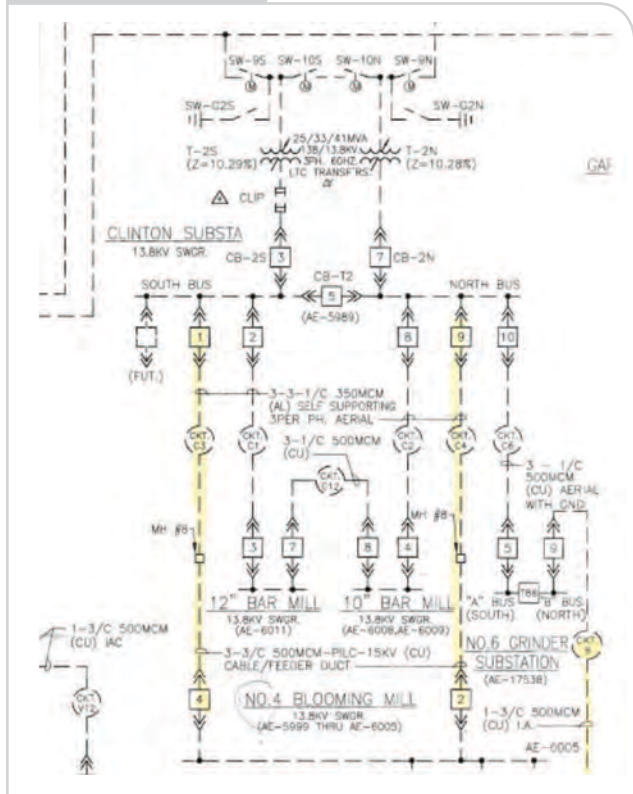 SW-9S SW-10S SW-10N SW-9N
M M M M
SW-G2S
SW-G2N
T-2S
(Z=10.29%)
25/33/41MVA
138/13.8KV
3PH. 60HZ.
LTC TRANSFRS.
T-2N
(Z=10.28%)
4 CLIP
CLINTON SUBSTA
13.8KV SWGR.
CB-2S 3
7 CB-2N
CB-T2
5
(AE-5989)
SOUTH BUS
NORTH BUS
1 2 8 9 10
(FUT.)
3-3-1/C 350MCM
(AL) SELF SUPPORTING
3PER PH. AERIAL
CKT. C3
CKT. C1
CKT. C2
CKT. C4
CKT. C6
3-1/C 500MCM
(CU)
CKT. C12
3 - 1/C
500MCM
(CU) AERIAL
WITH GND
MH #8
MH #8
3 7 8 4 5 9
12" BAR MILL
13.8KV SWGR.
(AE-6011)
10" BAR MILL
13.8KV SWGR.
(AE-6008,AE-6009)
"A" BUS
(SOUTH)
"B" BUS
(NORTH)
NO.6 GRINDER
SUBSTATION
(AE-17538)
1-3/C 500MCM
(CU) IAC
CKT. V12
3-3/C 500MCM-PILC-15KV (CU)
CABLE/FEEDER DUCT
4
NO.4 BLOOMING MILL
13.8KV SWGR.
(AE-5999 THRU AE-6005)
2
1-3/C 500MCM
(CU) I.A.
AE-6005